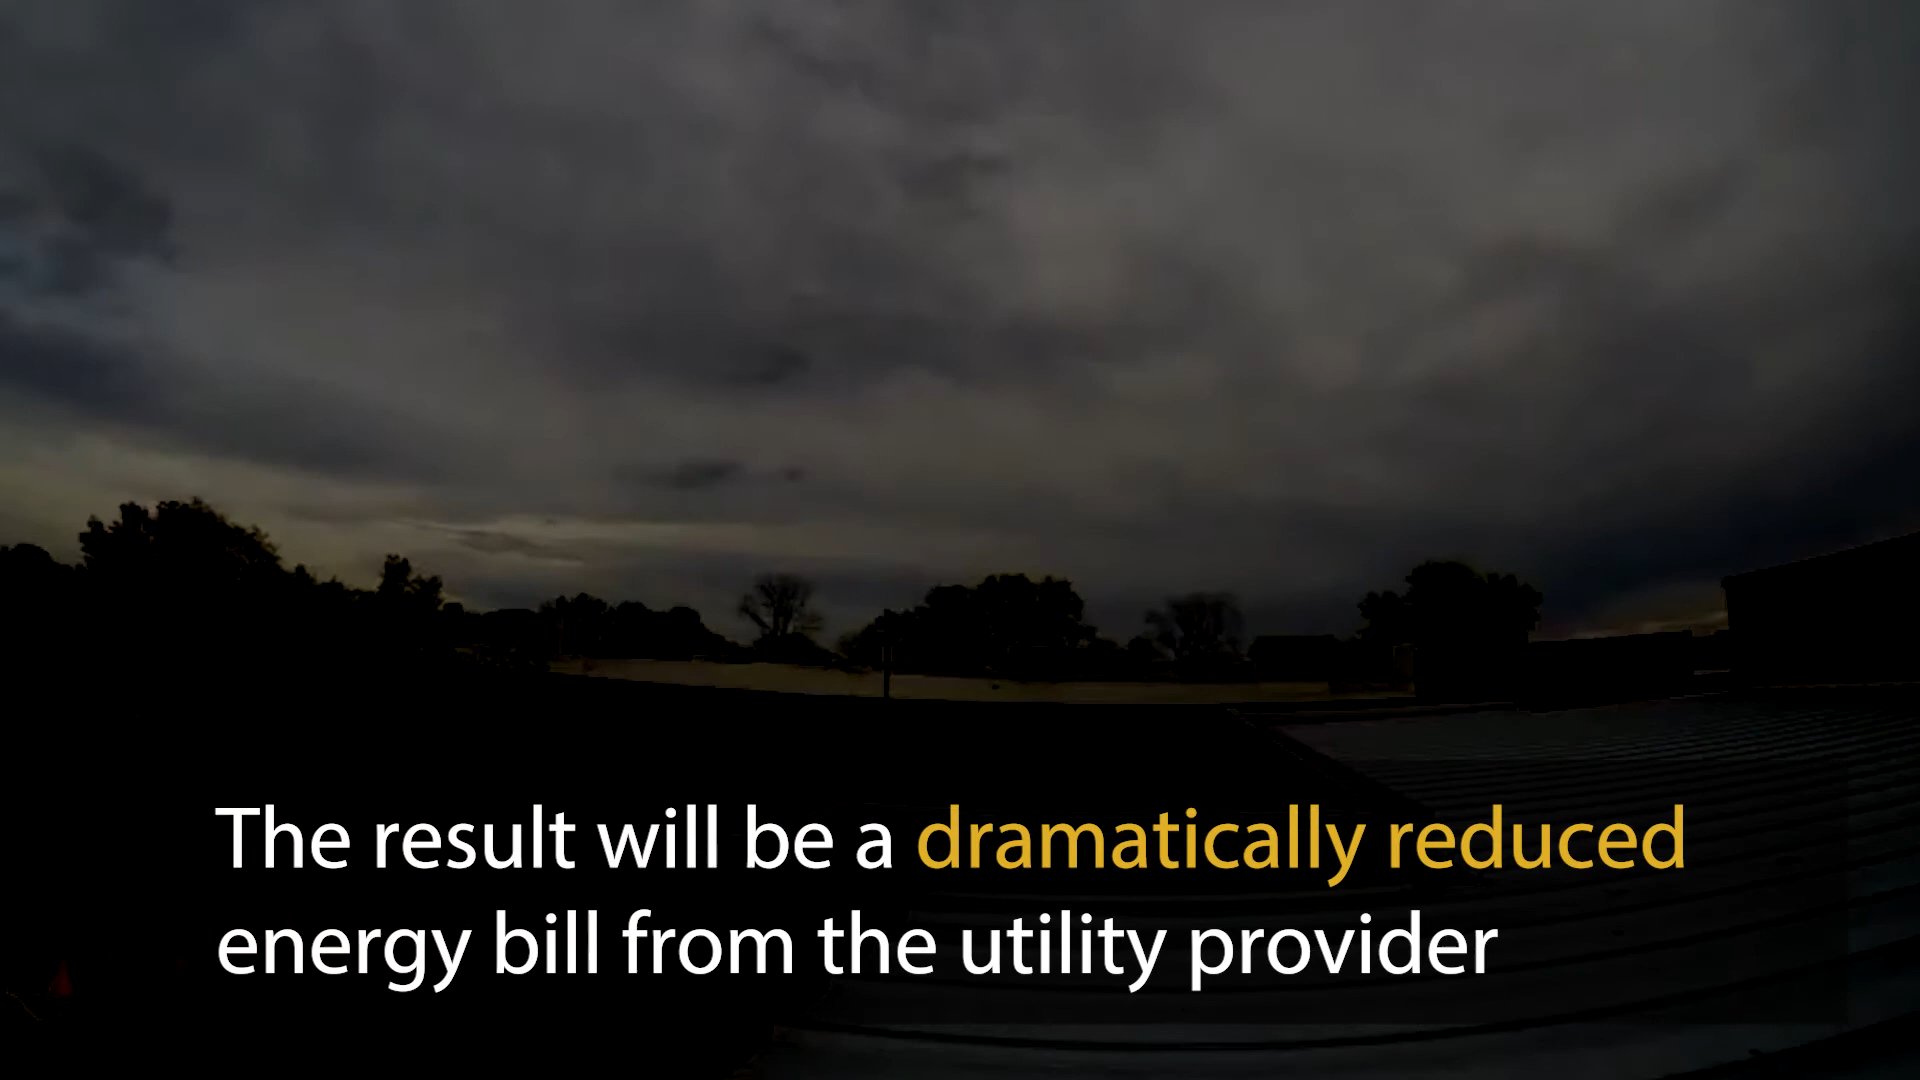 The result will be a dramatically reduced
energy bill from the utility provider